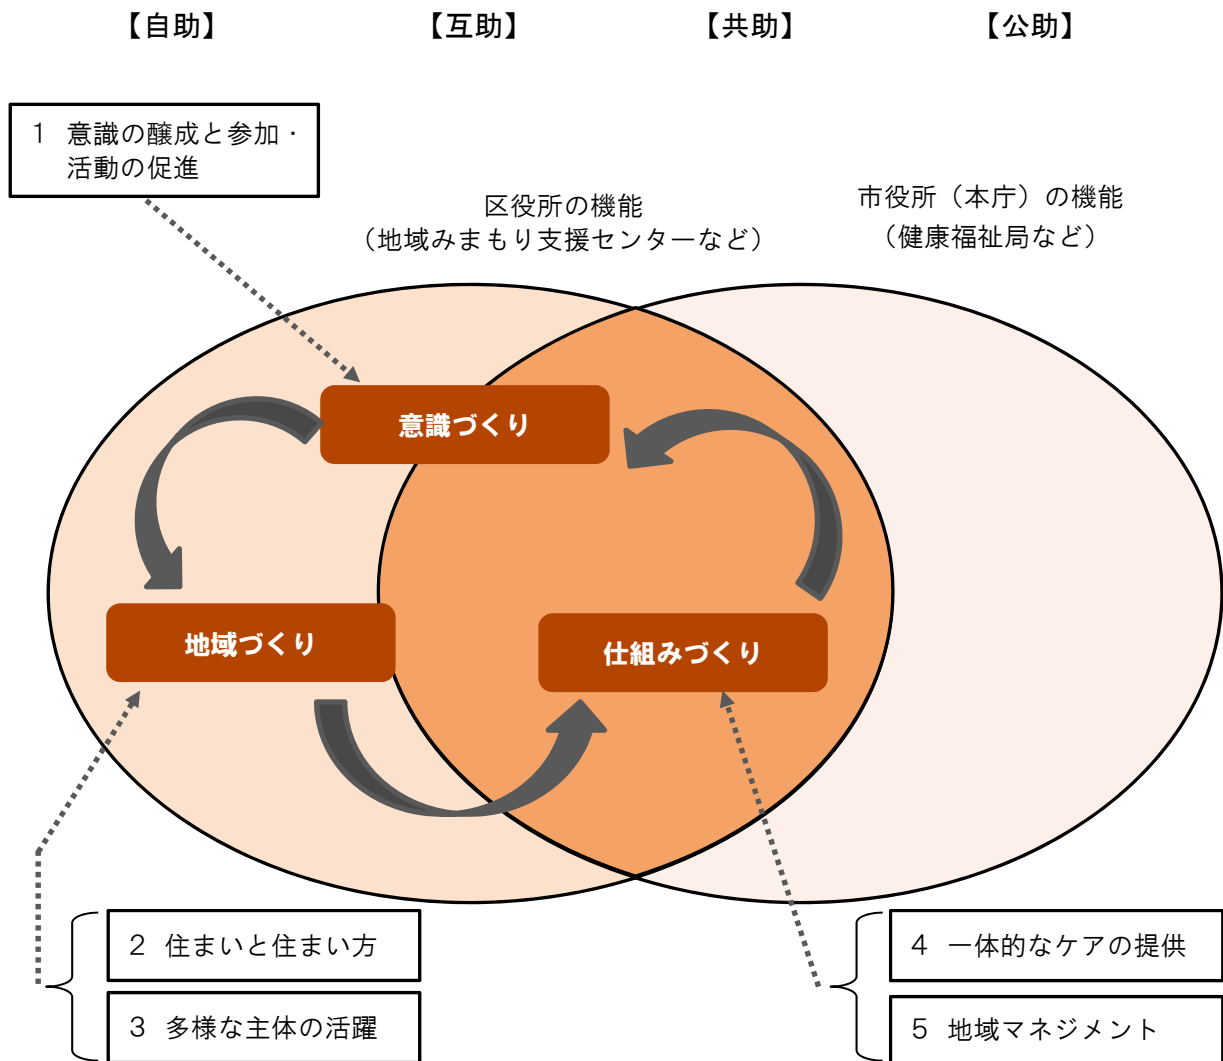 【自助】 【互助】 【共助】 【公助】
1 意識の醸成と参加・
活動の促進
区役所の機能
（地域みまもり支援センターなど）
市役所（本庁）の機能
（健康福祉局など）
意識づくり
地域づくり
仕組みづくり
2 住まいと住まい方
3 多様な主体の活躍
4 一体的なケアの提供
5 地域マネジメント